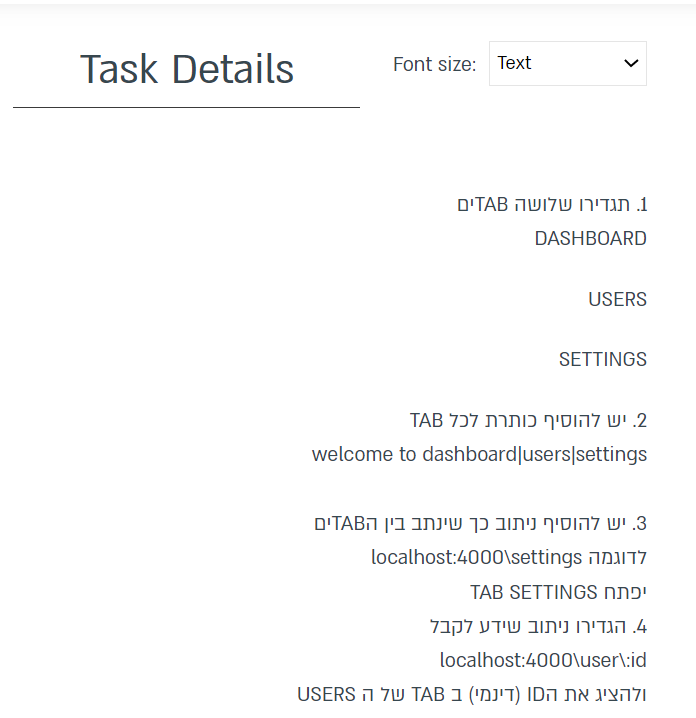 Task Details
Font size: Text
1. תגדירו שלושה TABים
DASHBOARD
USERS
SETTINGS
2. יש להוסיף כותרת לכל TAB
welcome to dashboard|users|settings
3. יש להוסיף ניתוב כך שינתב בין הTABים
לדוגמה localhost:4000\settings
יפתח TAB SETTINGS
4. הגדירו ניתוב שידע לקבל
localhost:4000\user\:id
ולהציג את הID (דינמי) ב TAB של ה USERS